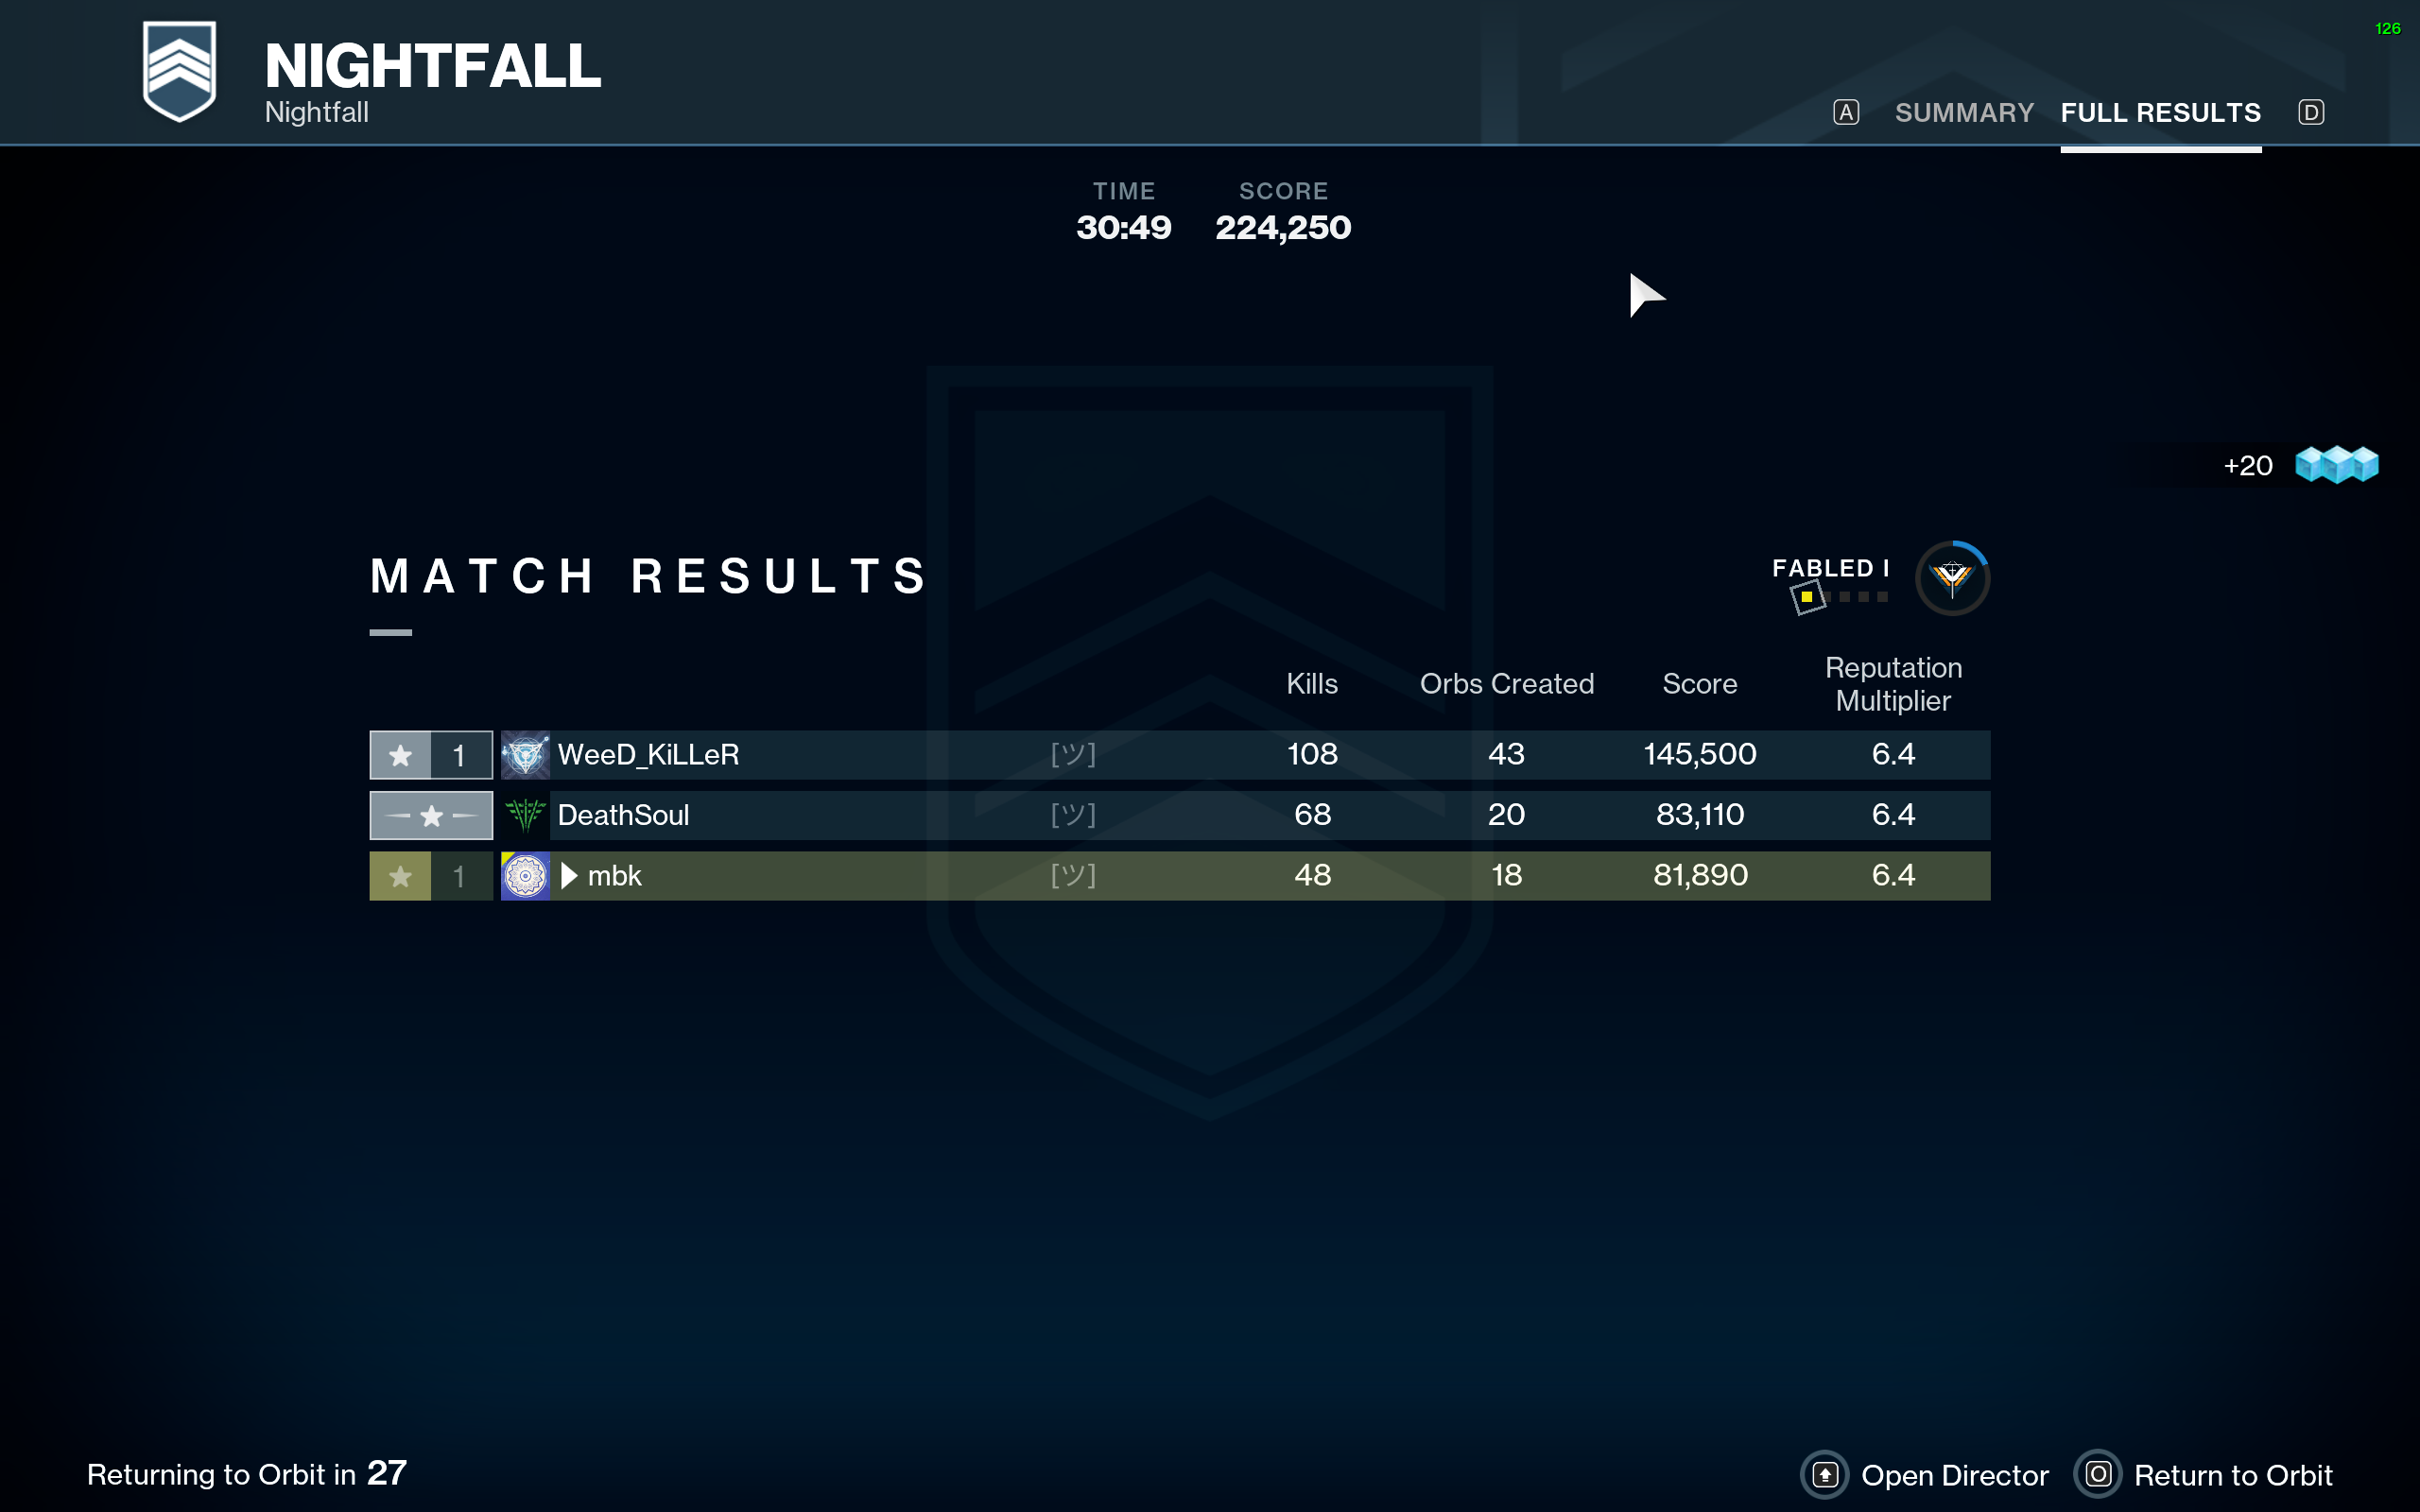 126
NIGHTFALL
Nightfall
A SUMMARY FULL RESULTS D
TIME SCORE
30:49 224,250
+20
MATCH RESULTS
FABLED I
Kills Orbs Created Score Reputation Multiplier
1 WeeD_KiLLeR [ツ] 108 43 145,500 6.4
DeathSoul [ツ] 68 20 83,110 6.4
1 mbk [ツ] 48 18 81,890 6.4
Returning to Orbit in 27
Open Director O Return to Orbit